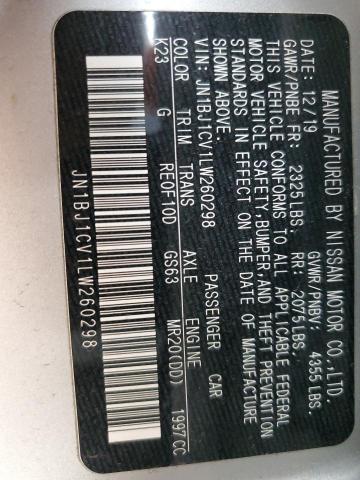 MANUFACTURED BY NISSAN MOTOR CO.,LTD.
12/19 GVWR/PNBV: 4355 LBS.
GAWR/PNBE FR: 2325LBS. RR: 2075LBS.
THIS VEHICLE CONFORMS TO ALL APPLICABLE FEDERAL
MOTOR VEHICLE SAFETY,BUMPER,AND THEFT PREVENTION
STANDARDS IN EFFECT ON THE DATE OF MANUFACTURE
SHOWN ABOVE.
VIN: JN1BJ1CV1LW260298 PASSENGER CAR
COLOR TRIM TRANS AXLE ENGINE
K23 G RE0F10D GS63 MR20(DD) 1997CC
JN1BJ1CV1LW260298